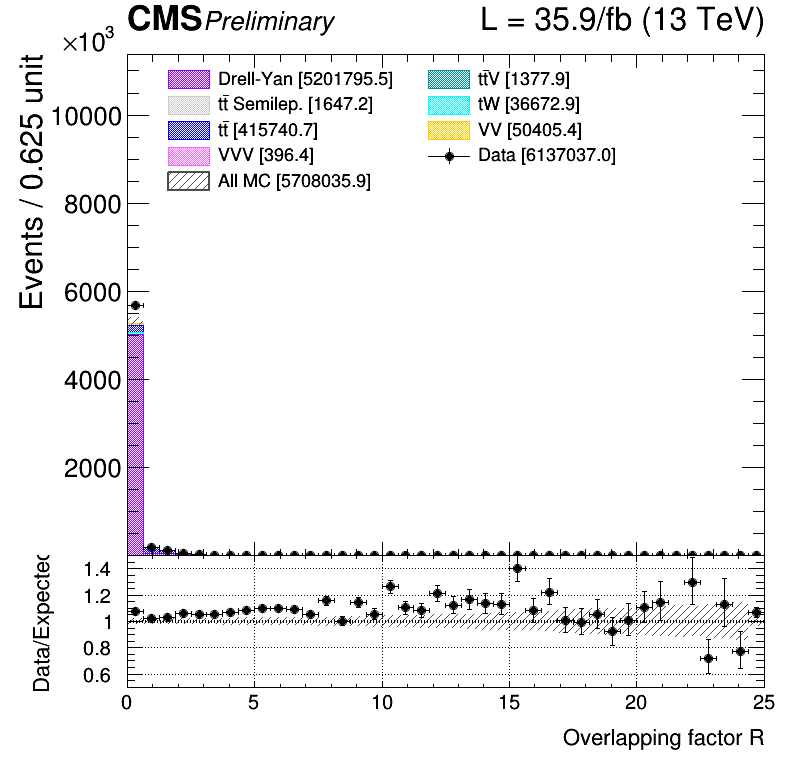 CMS Preliminary L = 35.9/fb (13 TeV)
×10³
Events / 0.625 unit
10000
8000
6000
4000
2000
Drell-Yan [5201795.5]
tt̄ Semilep. [1647.2]
tt̄ [415740.7]
VVV [396.4]
All MC [5708035.9]
tt̄V [1377.9]
tW [36672.9]
VV [50405.4]
Data [6137037.0]
Data/Expected
1.4
1.2
1
0.8
0.6
0 5 10 15 20 25
Overlapping factor R